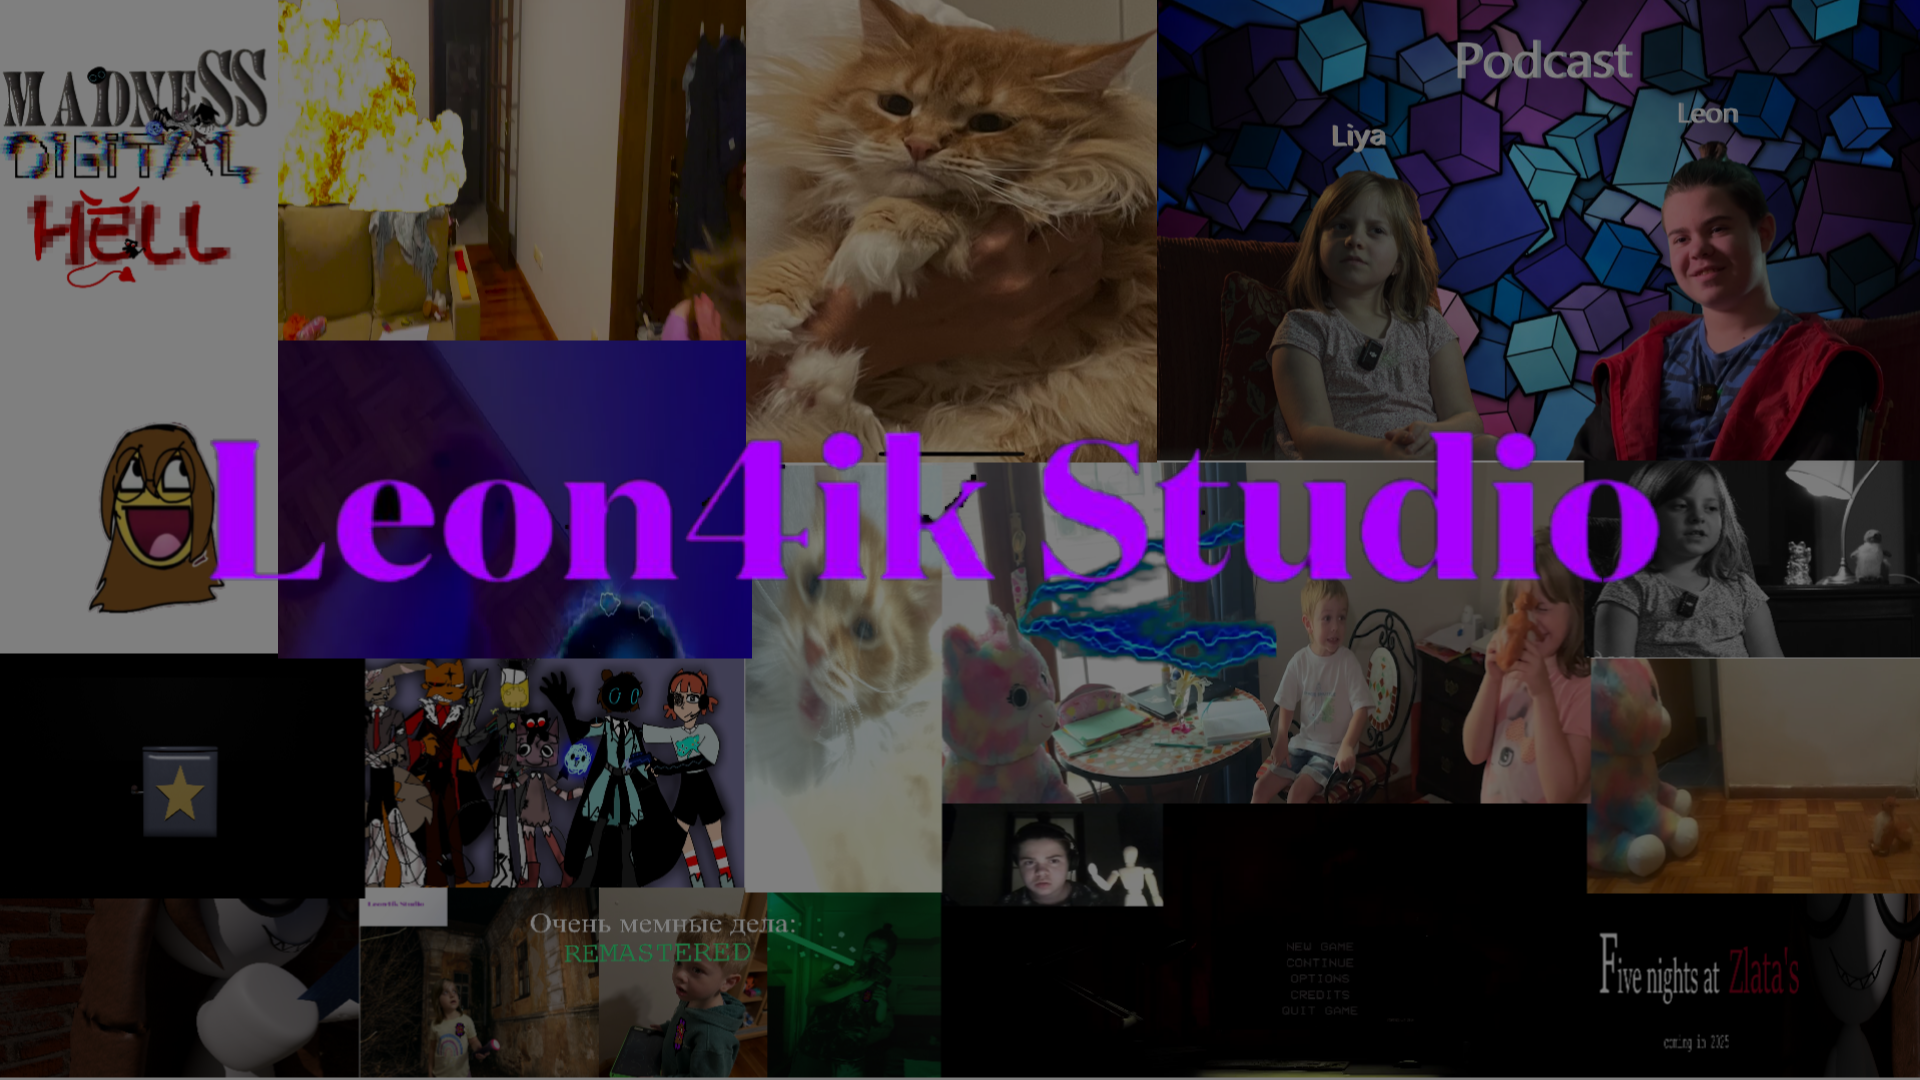 MADNESS
DIGITAL
HELL
Podcast
Liya
Leon
Leon4ik Studio
Leon4ik Studio
Очень мемные дела:
REMASTERED
NEW GAME
CONTINUE
OPTIONS
CREDITS
QUIT GAME
Five nights at Zlata's
coming in 2025